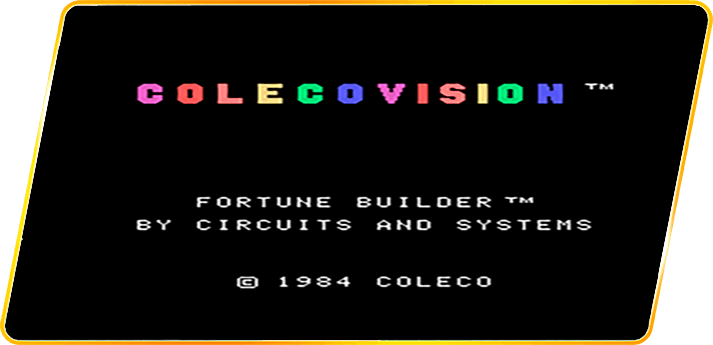 COLECOVISION™
FORTUNE BUILDER™
BY CIRCUITS AND SYSTEMS
© 1984 COLECO